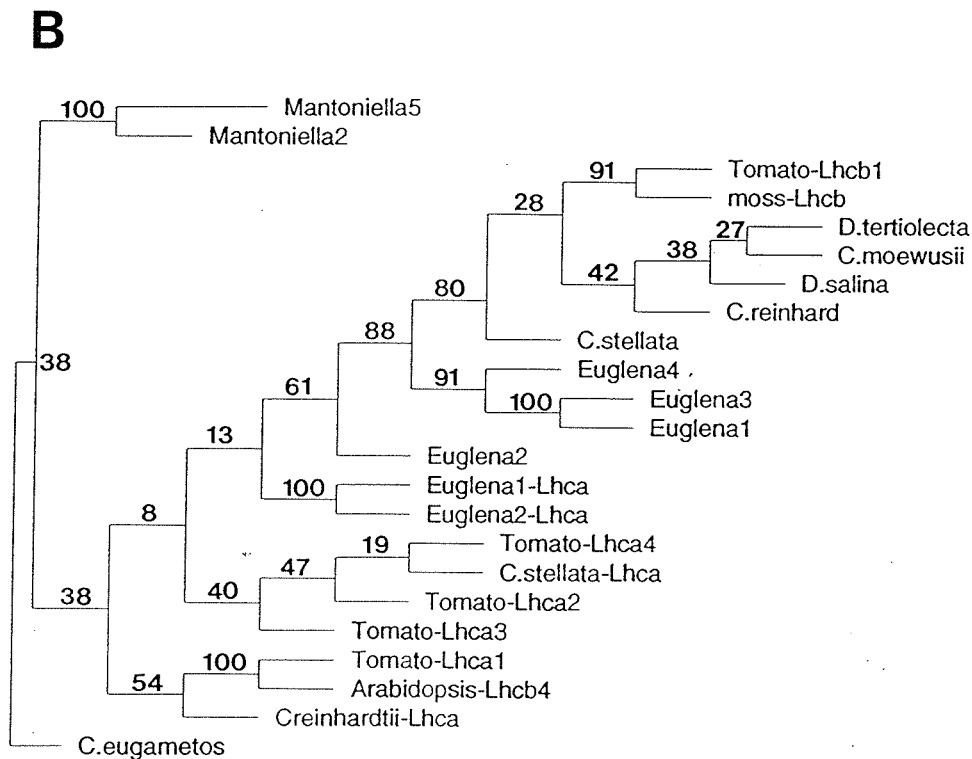 B
100
Mantoniella5
Mantoniella2
91
Tomato-Lhcb1
28
moss-Lhcb
27
D.tertiolecta
38
C.moewusii
42
D.salina
80
C.reinhard
88
C.stellata
38
91
Euglena4
61
100
Euglena3
Euglena1
13
Euglena2
100
Euglena1-Lhca
Euglena2-Lhca
8
19
Tomato-Lhca4
47
C.stellata-Lhca
40
Tomato-Lhca2
38
Tomato-Lhca3
100
Tomato-Lhca1
54
Arabidopsis-Lhcb4
Creinhardtii-Lhca
C.eugametos